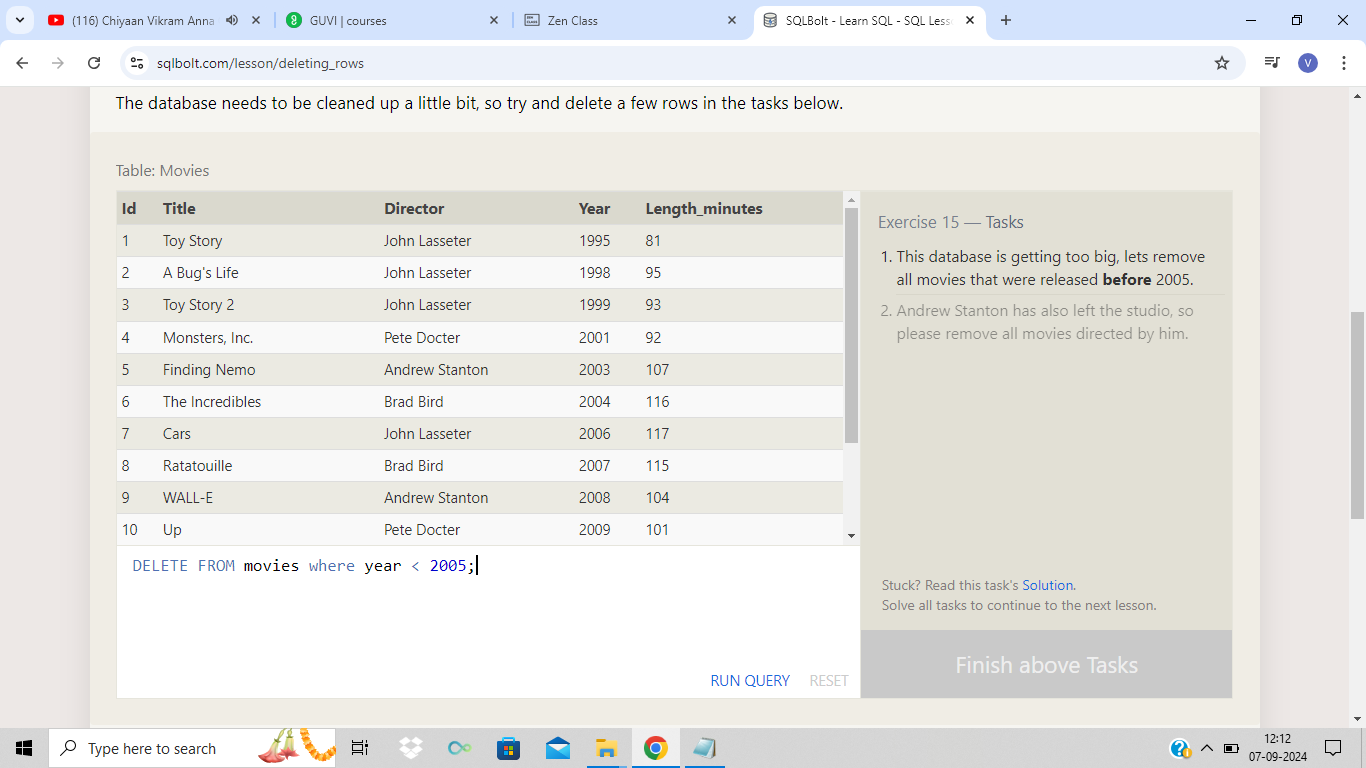 (116) Chiyaan Vikram Anna
GUVI | courses
Zen Class
SQLBolt - Learn SQL - SQL Less
sqlbolt.com/lesson/deleting_rows
V
The database needs to be cleaned up a little bit, so try and delete a few rows in the tasks below.
Table: Movies
Id Title Director Year Length_minutes
1 Toy Story John Lasseter 1995 81
2 A Bug's Life John Lasseter 1998 95
3 Toy Story 2 John Lasseter 1999 93
4 Monsters, Inc. Pete Docter 2001 92
5 Finding Nemo Andrew Stanton 2003 107
6 The Incredibles Brad Bird 2004 116
7 Cars John Lasseter 2006 117
8 Ratatouille Brad Bird 2007 115
9 WALL-E Andrew Stanton 2008 104
10 Up Pete Docter 2009 101
DELETE FROM movies where year < 2005;
RUN QUERY RESET
Exercise 15 — Tasks
1. This database is getting too big, lets remove
all movies that were released before 2005.
2. Andrew Stanton has also left the studio, so
please remove all movies directed by him.
Stuck? Read this task's Solution.
Solve all tasks to continue to the next lesson.
Finish above Tasks
Type here to search
12:12
07-09-2024